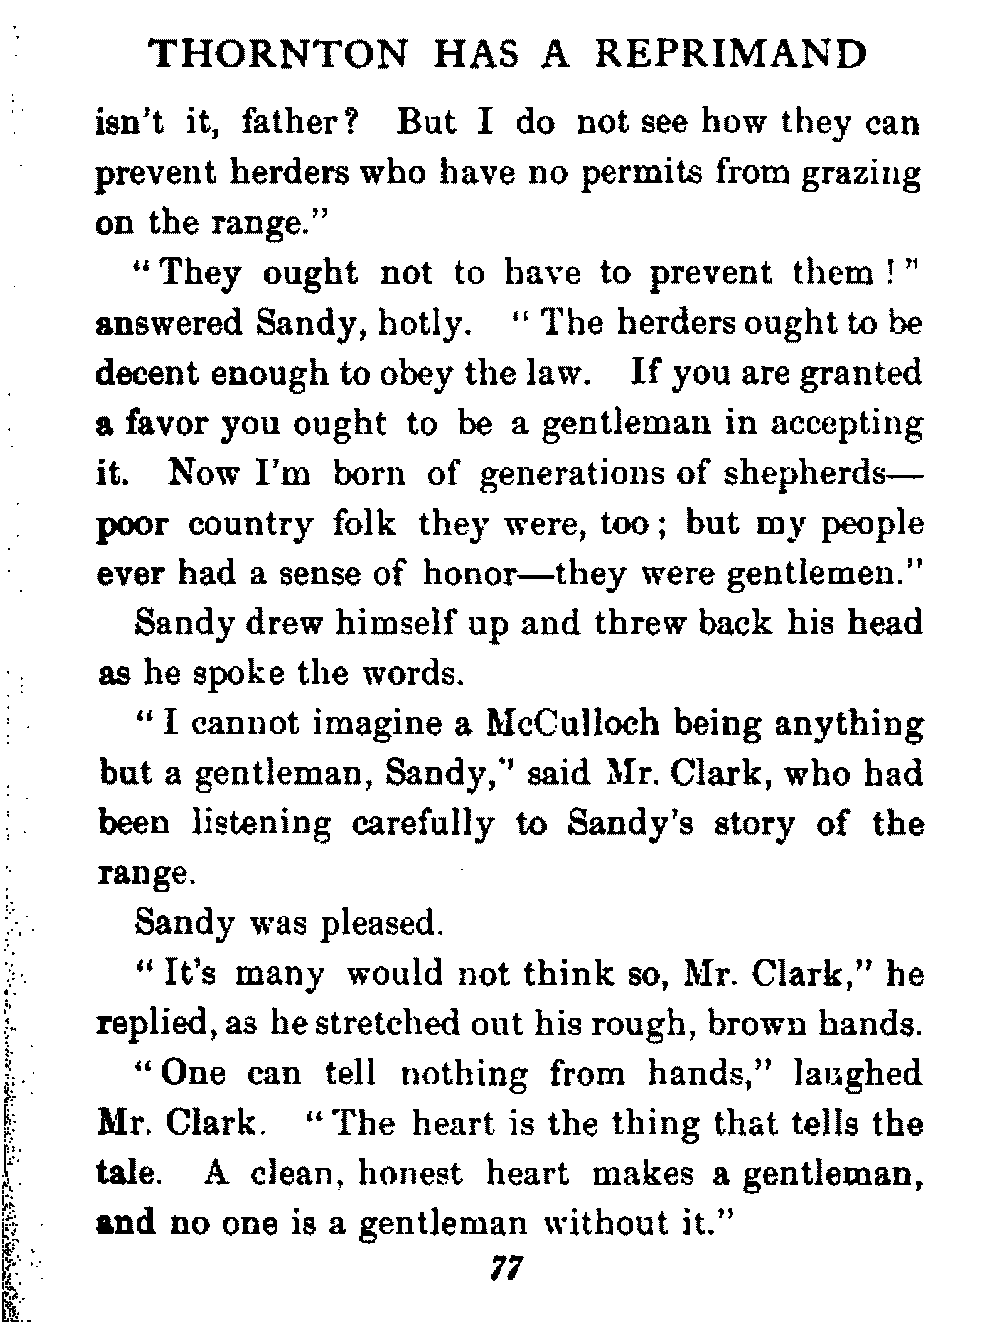 THORNTON HAS A REPRIMAND
isn't it, father? But I do not see how they can
prevent herders who have no permits from grazing
on the range."
"They ought not to have to prevent them!"
answered Sandy, hotly. "The herders ought to be
decent enough to obey the law. If you are granted
a favor you ought to be a gentleman in accepting
it. Now I'm born of generations of shepherds—
poor country folk they were, too; but my people
ever had a sense of honor—they were gentlemen."
Sandy drew himself up and threw back his head
as he spoke the words.
"I cannot imagine a McCulloch being anything
but a gentleman, Sandy," said Mr. Clark, who had
been listening carefully to Sandy's story of the
range.
Sandy was pleased.
"It's many would not think so, Mr. Clark," he
replied, as he stretched out his rough, brown hands.
"One can tell nothing from hands," laughed
Mr. Clark. "The heart is the thing that tells the
tale. A clean, honest heart makes a gentleman,
and no one is a gentleman without it."
77